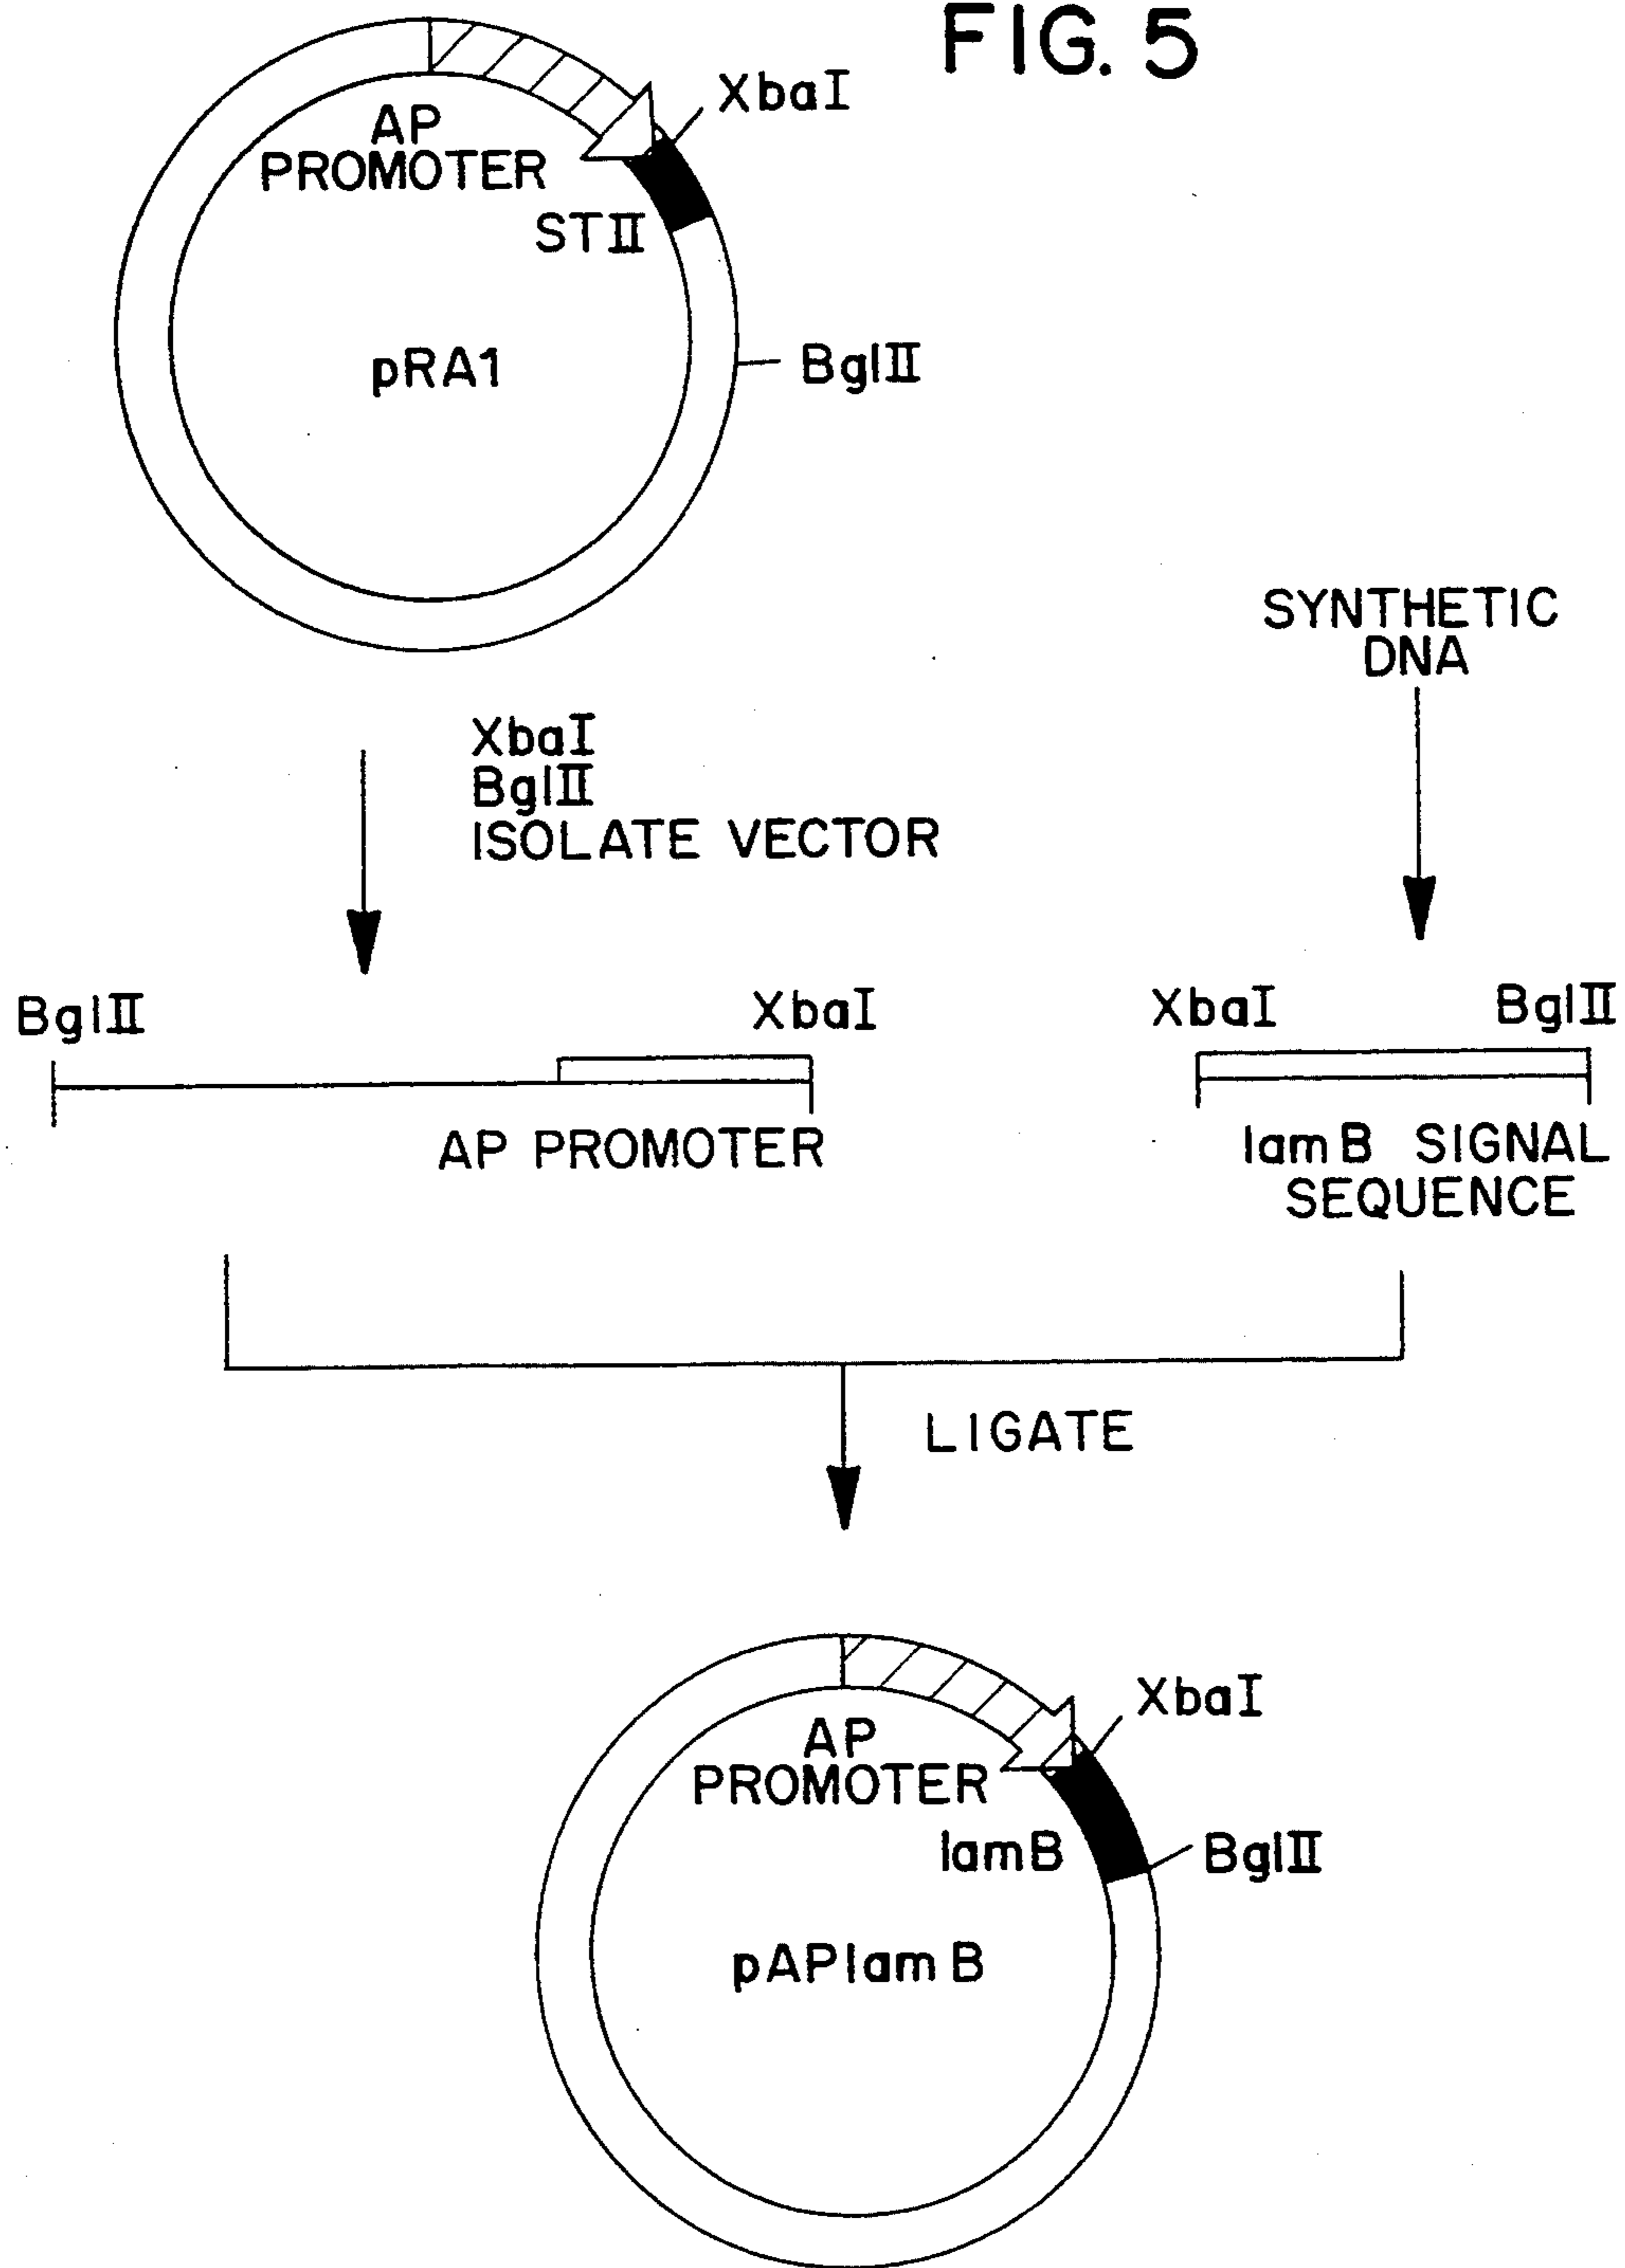 FIG. 5
XbaI
AP
PROMOTER
STII
pRA1
BglII
SYNTHETIC
DNA
XbaI
BglII
ISOLATE VECTOR
BglII
XbaI
AP PROMOTER
XbaI
BglII
lamB SIGNAL
SEQUENCE
LIGATE
XbaI
AP
PROMOTER
lamB
BglII
pAPlamB